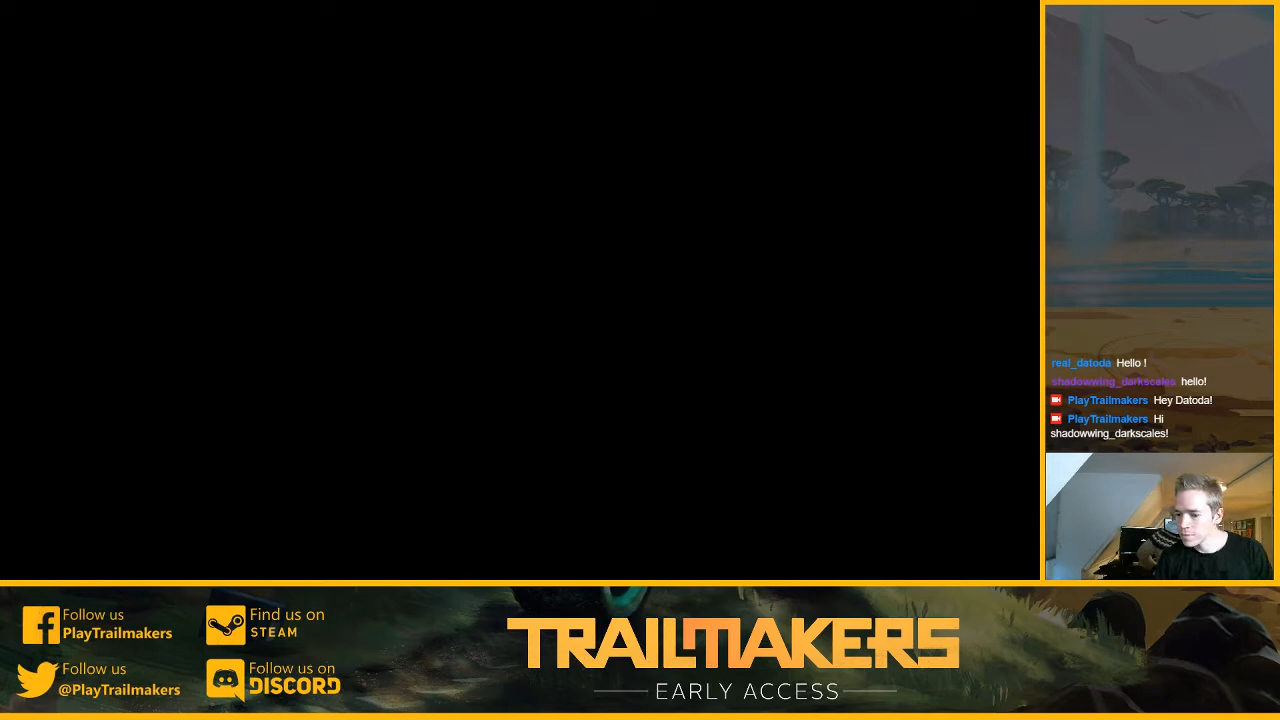 real_datoda Hello !
shadowwing_darkscales hello!
PlayTrailmakers Hey Datoda!
PlayTrailmakers Hi
shadowwing_darkscales!
Follow us
PlayTrailmakers
Find us on
STEAM
Follow us
@PlayTrailmakers
Follow us on
DISCORD
TRAILMAKERS
EARLY ACCESS